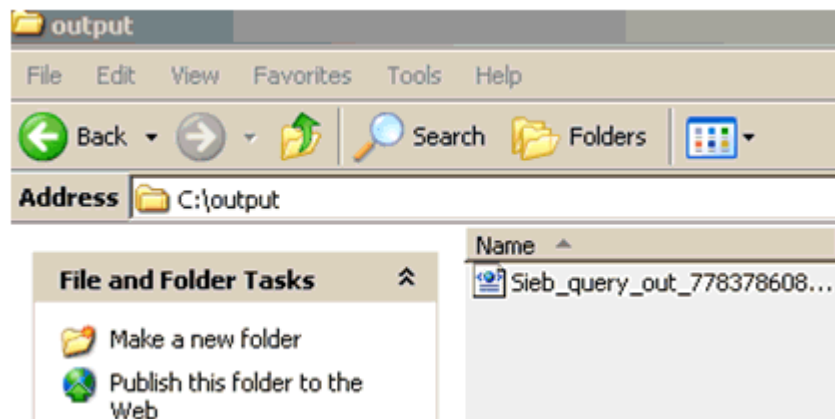 output
File Edit View Favorites Tools Help
Back Search Folders
Address C:\output
Name
File and Folder Tasks
Sieb_query_out_778378608...
Make a new folder
Publish this folder to the
Web